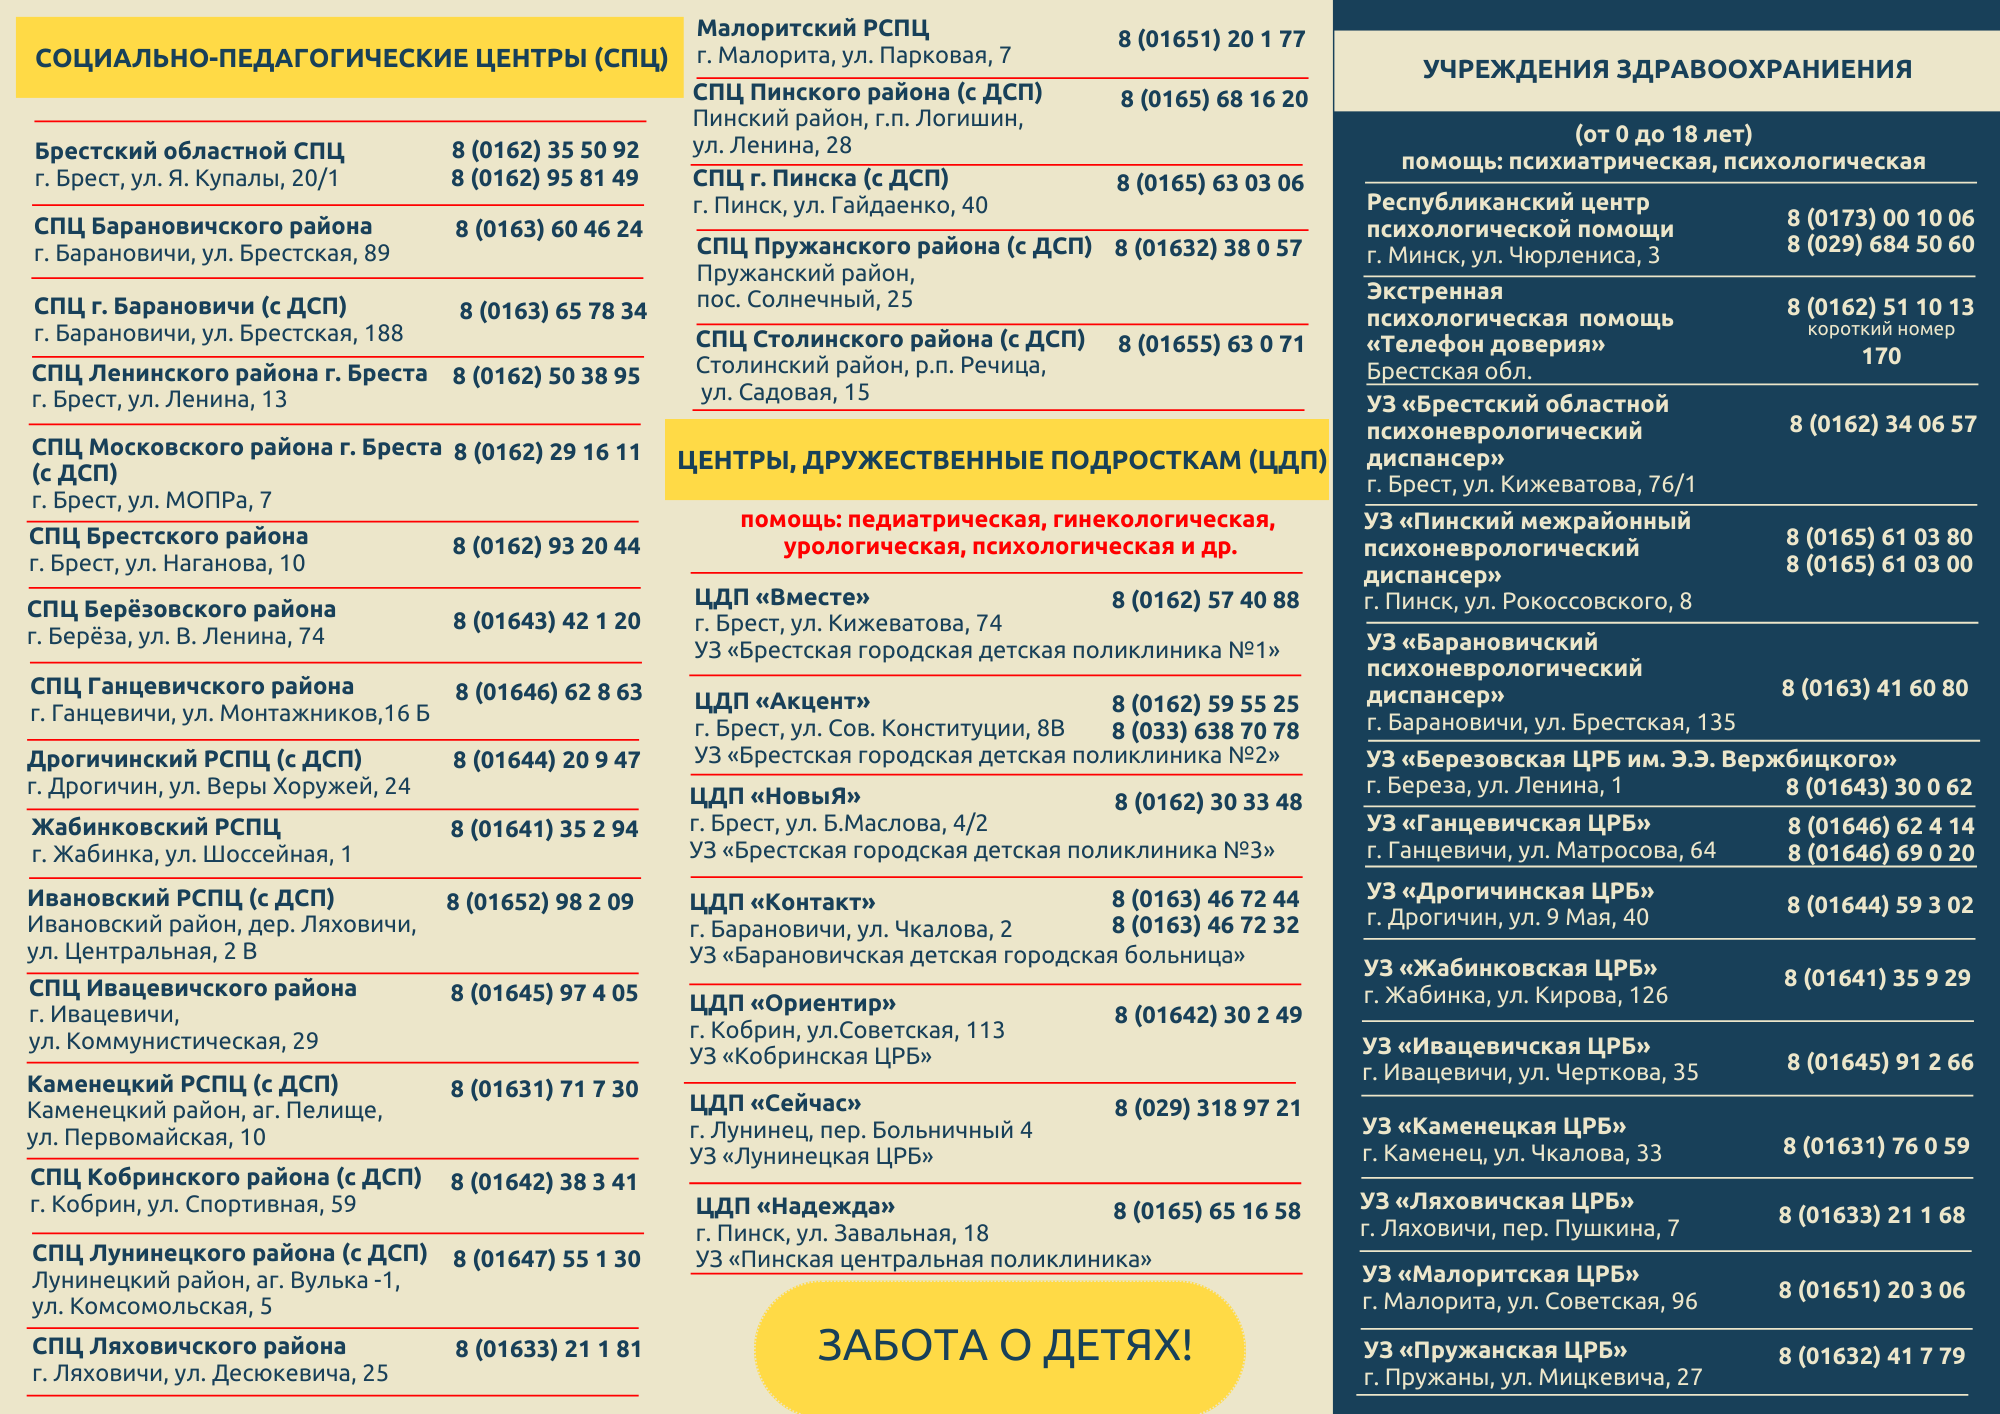 СОЦИАЛЬНО-ПЕДАГОГИЧЕСКИЕ ЦЕНТРЫ (СПЦ)
Брестский областной СПЦ 8 (0162) 35 50 92
г. Брест, ул. Я. Купалы, 20/1 8 (0162) 95 81 49
СПЦ Барановичского района 8 (0163) 60 46 24
г. Барановичи, ул. Брестская, 89
СПЦ г. Барановичи (с ДСП) 8 (0163) 65 78 34
г. Барановичи, ул. Брестская, 188
СПЦ Ленинского района г. Бреста 8 (0162) 50 38 95
г. Брест, ул. Ленина, 13
СПЦ Московского района г. Бреста 8 (0162) 29 16 11
(с ДСП)
г. Брест, ул. МОПРа, 7
СПЦ Брестского района 8 (0162) 93 20 44
г. Брест, ул. Наганова, 10
СПЦ Берёзовского района 8 (01643) 42 1 20
г. Берёза, ул. В. Ленина, 74
СПЦ Ганцевичского района 8 (01646) 62 8 63
г. Ганцевичи, ул. Монтажников,16 Б
Дрогичинский РСПЦ (с ДСП) 8 (01644) 20 9 47
г. Дрогичин, ул. Веры Хоружей, 24
Жабинковский РСПЦ 8 (01641) 35 2 94
г. Жабинка, ул. Шоссейная, 1
Ивановский РСПЦ (с ДСП) 8 (01652) 98 2 09
Ивановский район, дер. Ляховичи,
ул. Центральная, 2 В
СПЦ Ивацевичского района 8 (01645) 97 4 05
г. Ивацевичи,
ул. Коммунистическая, 29
Каменецкий РСПЦ (с ДСП) 8 (01631) 71 7 30
Каменецкий район, аг. Пелище,
ул. Первомайская, 10
СПЦ Кобринского района (с ДСП) 8 (01642) 38 3 41
г. Кобрин, ул. Спортивная, 59
СПЦ Лунинецкого района (с ДСП) 8 (01647) 55 1 30
Лунинецкий район, аг. Вулька -1,
ул. Комсомольская, 5
СПЦ Ляховичского района 8 (01633) 21 1 81
г. Ляховичи, ул. Десюкевича, 25
Малоритский РСПЦ 8 (01651) 20 1 77
г. Малорита, ул. Парковая, 7
СПЦ Пинского района (с ДСП) 8 (0165) 68 16 20
Пинский район, г.п. Логишин,
ул. Ленина, 28
СПЦ г. Пинска (с ДСП) 8 (0165) 63 03 06
г. Пинск, ул. Гайдаенко, 40
СПЦ Пружанского района (с ДСП) 8 (01632) 38 0 57
Пружанский район,
пос. Солнечный, 25
СПЦ Столинского района (с ДСП) 8 (01655) 63 0 71
Столинский район, р.п. Речица,
ул. Садовая, 15
ЦЕНТРЫ, ДРУЖЕСТВЕННЫЕ ПОДРОСТКАМ (ЦДП)
помощь: педиатрическая, гинекологическая,
урологическая, психологическая и др.
ЦДП «Вместе» 8 (0162) 57 40 88
г. Брест, ул. Кижеватова, 74
УЗ «Брестская городская детская поликлиника №1»
ЦДП «Акцент» 8 (0162) 59 55 25
г. Брест, ул. Сов. Конституции, 8В 8 (033) 638 70 78
УЗ «Брестская городская детская поликлиника №2»
ЦДП «НовыЯ» 8 (0162) 30 33 48
г. Брест, ул. Б.Маслова, 4/2
УЗ «Брестская городская детская поликлиника №3»
ЦДП «Контакт» 8 (0163) 46 72 44
г. Барановичи, ул. Чкалова, 2 8 (0163) 46 72 32
УЗ «Барановичская детская городская больница»
ЦДП «Ориентир» 8 (01642) 30 2 49
г. Кобрин, ул.Советская, 113
УЗ «Кобринская ЦРБ»
ЦДП «Сейчас» 8 (029) 318 97 21
г. Лунинец, пер. Больничный 4
УЗ «Лунинецкая ЦРБ»
ЦДП «Надежда» 8 (0165) 65 16 58
г. Пинск, ул. Завальная, 18
УЗ «Пинская центральная поликлиника»
ЗАБОТА О ДЕТЯХ!
УЧРЕЖДЕНИЯ ЗДРАВООХРАНИЕНИЯ
(от 0 до 18 лет)
помощь: психиатрическая, психологическая
Республиканский центр 8 (0173) 00 10 06
психологической помощи 8 (029) 684 50 60
г. Минск, ул. Чюрлениса, 3
Экстренная 8 (0162) 51 10 13
психологическая помощь короткий номер
«Телефон доверия» 170
Брестская обл.
УЗ «Брестский областной 8 (0162) 34 06 57
психоневрологический
диспансер»
г. Брест, ул. Кижеватова, 76/1
УЗ «Пинский межрайонный 8 (0165) 61 03 80
психоневрологический 8 (0165) 61 03 00
диспансер»
г. Пинск, ул. Рокоссовского, 8
УЗ «Барановичский
психоневрологический
диспансер» 8 (0163) 41 60 80
г. Барановичи, ул. Брестская, 135
УЗ «Березовская ЦРБ им. Э.Э. Вержбицкого»
г. Береза, ул. Ленина, 1 8 (01643) 30 0 62
УЗ «Ганцевичская ЦРБ» 8 (01646) 62 4 14
г. Ганцевичи, ул. Матросова, 64 8 (01646) 69 0 20
УЗ «Дрогичинская ЦРБ» 8 (01644) 59 3 02
г. Дрогичин, ул. 9 Мая, 40
УЗ «Жабинковская ЦРБ» 8 (01641) 35 9 29
г. Жабинка, ул. Кирова, 126
УЗ «Ивацевичская ЦРБ» 8 (01645) 91 2 66
г. Ивацевичи, ул. Черткова, 35
УЗ «Каменецкая ЦРБ» 8 (01631) 76 0 59
г. Каменец, ул. Чкалова, 33
УЗ «Ляховичская ЦРБ» 8 (01633) 21 1 68
г. Ляховичи, пер. Пушкина, 7
УЗ «Малоритская ЦРБ» 8 (01651) 20 3 06
г. Малорита, ул. Советская, 96
УЗ «Пружанская ЦРБ» 8 (01632) 41 7 79
г. Пружаны, ул. Мицкевича, 27